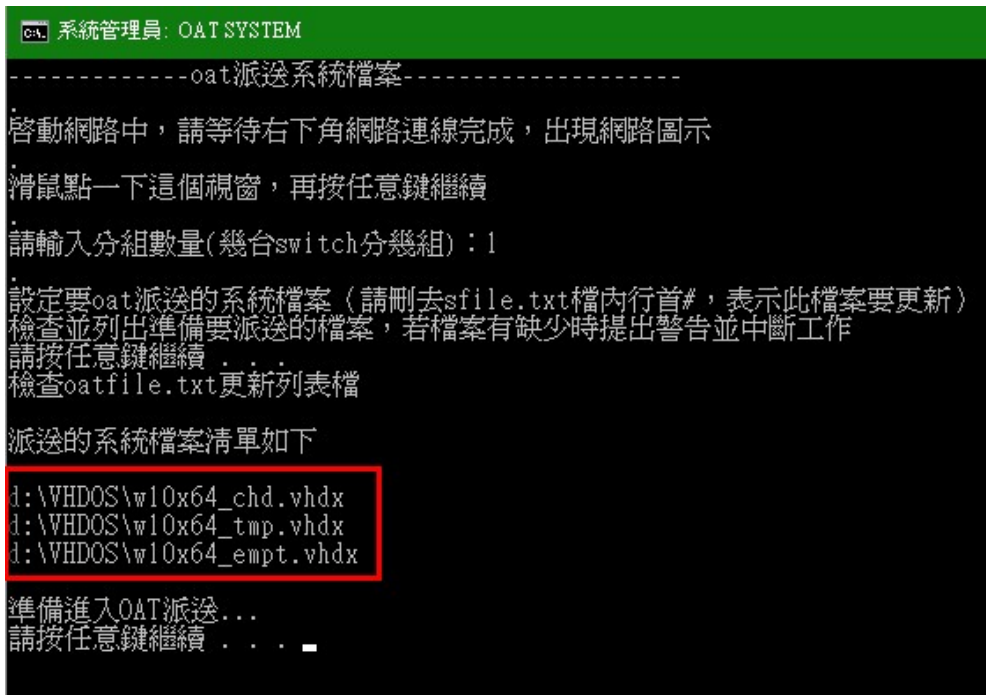 系統管理員: OAT SYSTEM
-------------oat派送系統檔案--------------------
.
啓動網路中，請等待右下角網路連線完成，出現網路圖示
.
滑鼠點一下這個視窗，再按任意鍵繼續
.
請輸入分組數量(幾台switch分幾組)：1
.
設定要oat派送的系統檔案（請刪去sfile.txt檔內行首#，表示此檔案要更新）
檢查並列出準備要派送的檔案，若檔案有缺少時提出警告並中斷工作
請按任意鍵繼續 . . .
檢查oatfile.txt更新列表檔
派送的系統檔案清單如下
d:\VHDOS\w10x64_chd.vhdx
d:\VHDOS\w10x64_tmp.vhdx
d:\VHDOS\w10x64_empt.vhdx
準備進入OAT派送...
請按任意鍵繼續 . . .